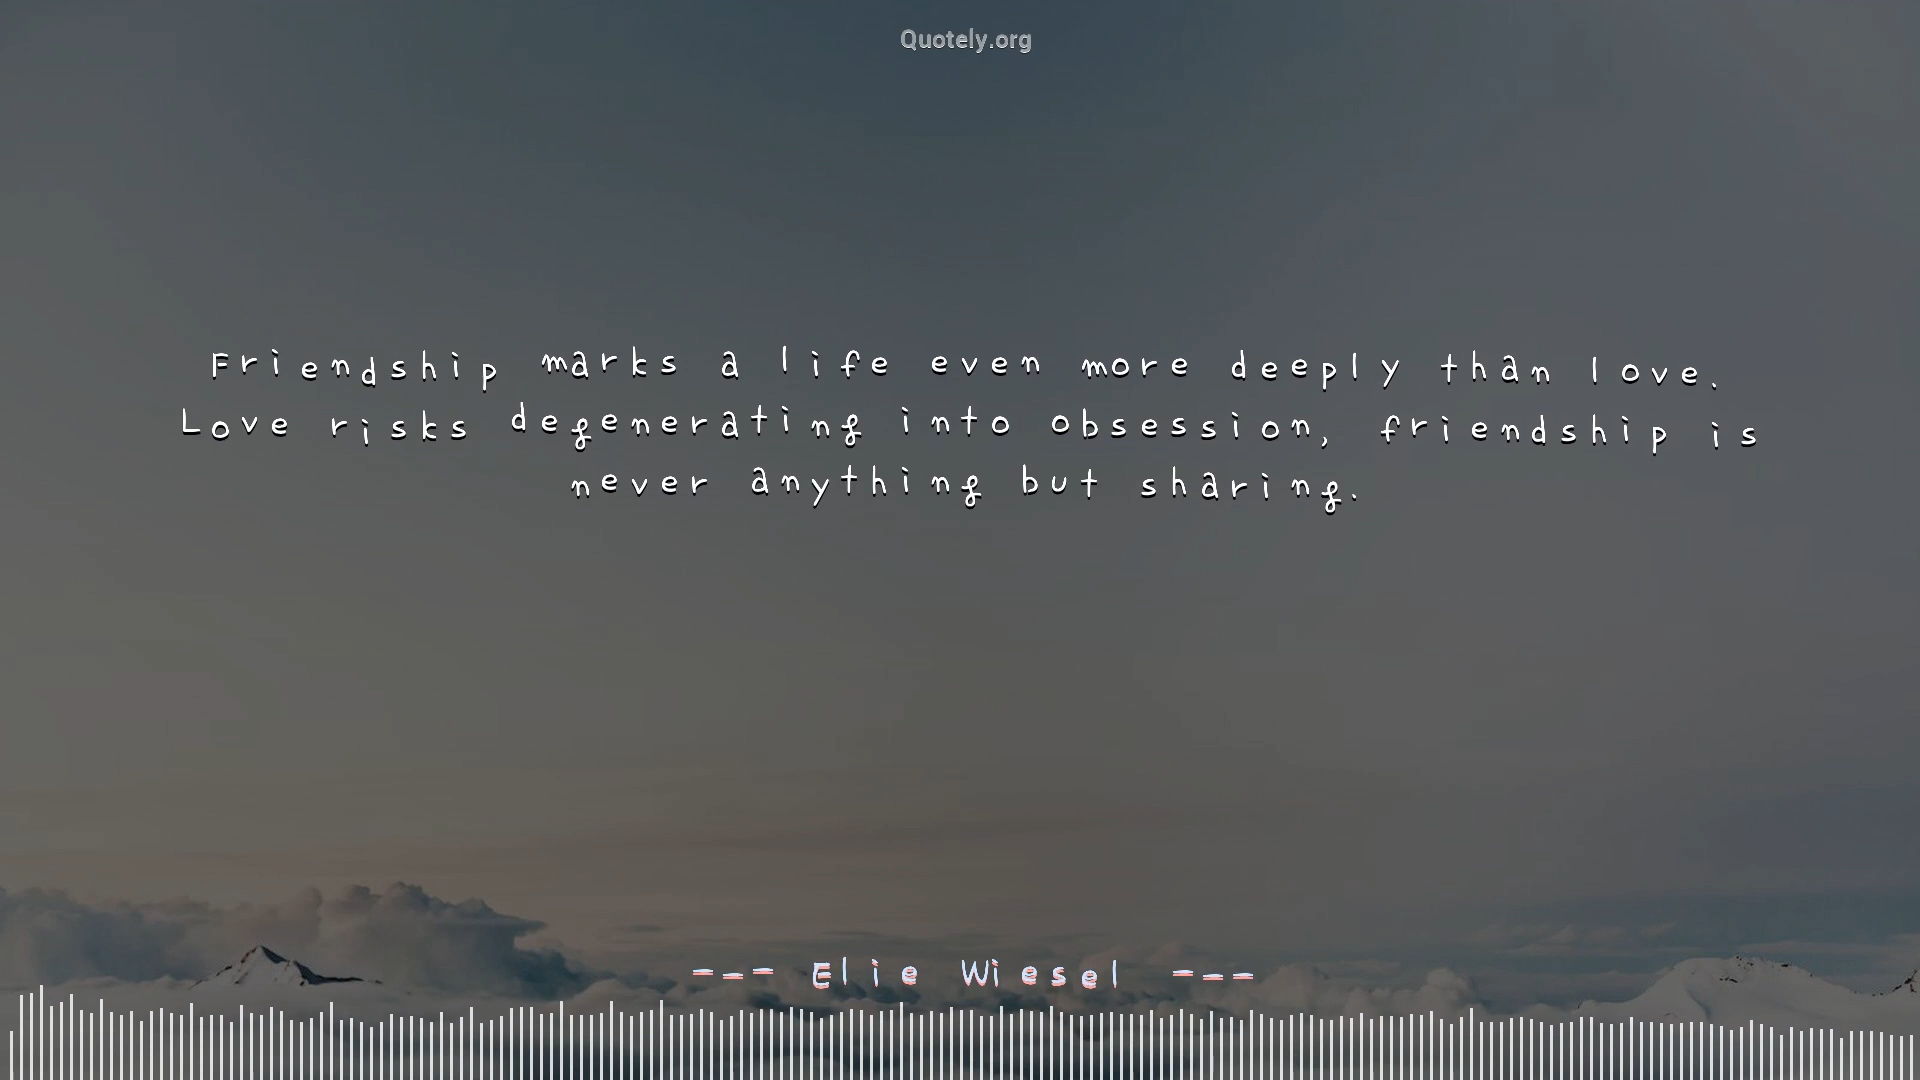 Quotely.org
Friendship marks a life even more deeply than love.
Love risks degenerating into obsession, friendship is
never anything but sharing.
--- Elie Wiesel ---